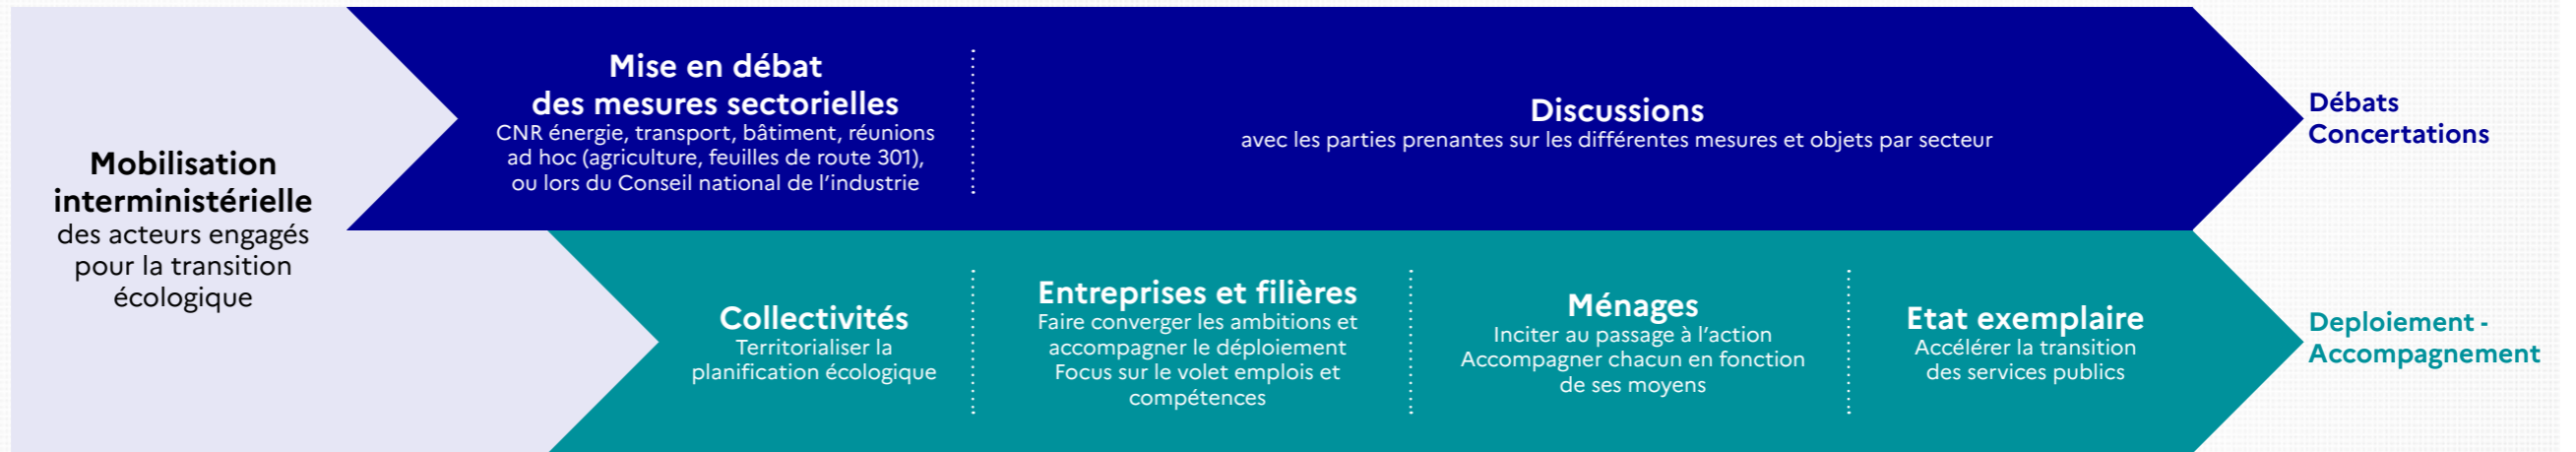 Mobilisation
interministérielle
des acteurs engagés
pour la transition
écologique
Mise en débat
des mesures sectorielles
CNR énergie, transport, bâtiment, réunions
ad hoc (agriculture, feuilles de route 301),
ou lors du Conseil national de l’industrie
Discussions
avec les parties prenantes sur les différentes mesures et objets par secteur
Débats
Concertations
Collectivités
Territorialiser la
planification écologique
Entreprises et filières
Faire converger les ambitions et
accompagner le déploiement
Focus sur le volet emplois et
compétences
Ménages
Inciter au passage à l’action
Accompagner chacun en fonction
de ses moyens
Etat exemplaire
Accélérer la transition
des services publics
Deploiement -
Accompagnement